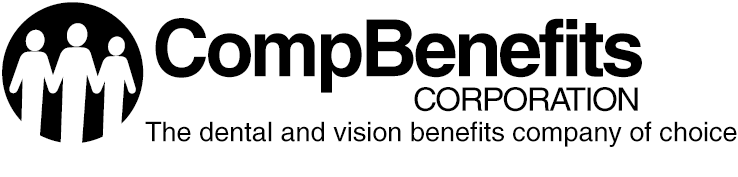 CompBenefits
CORPORATION
The dental and vision benefits company of choice